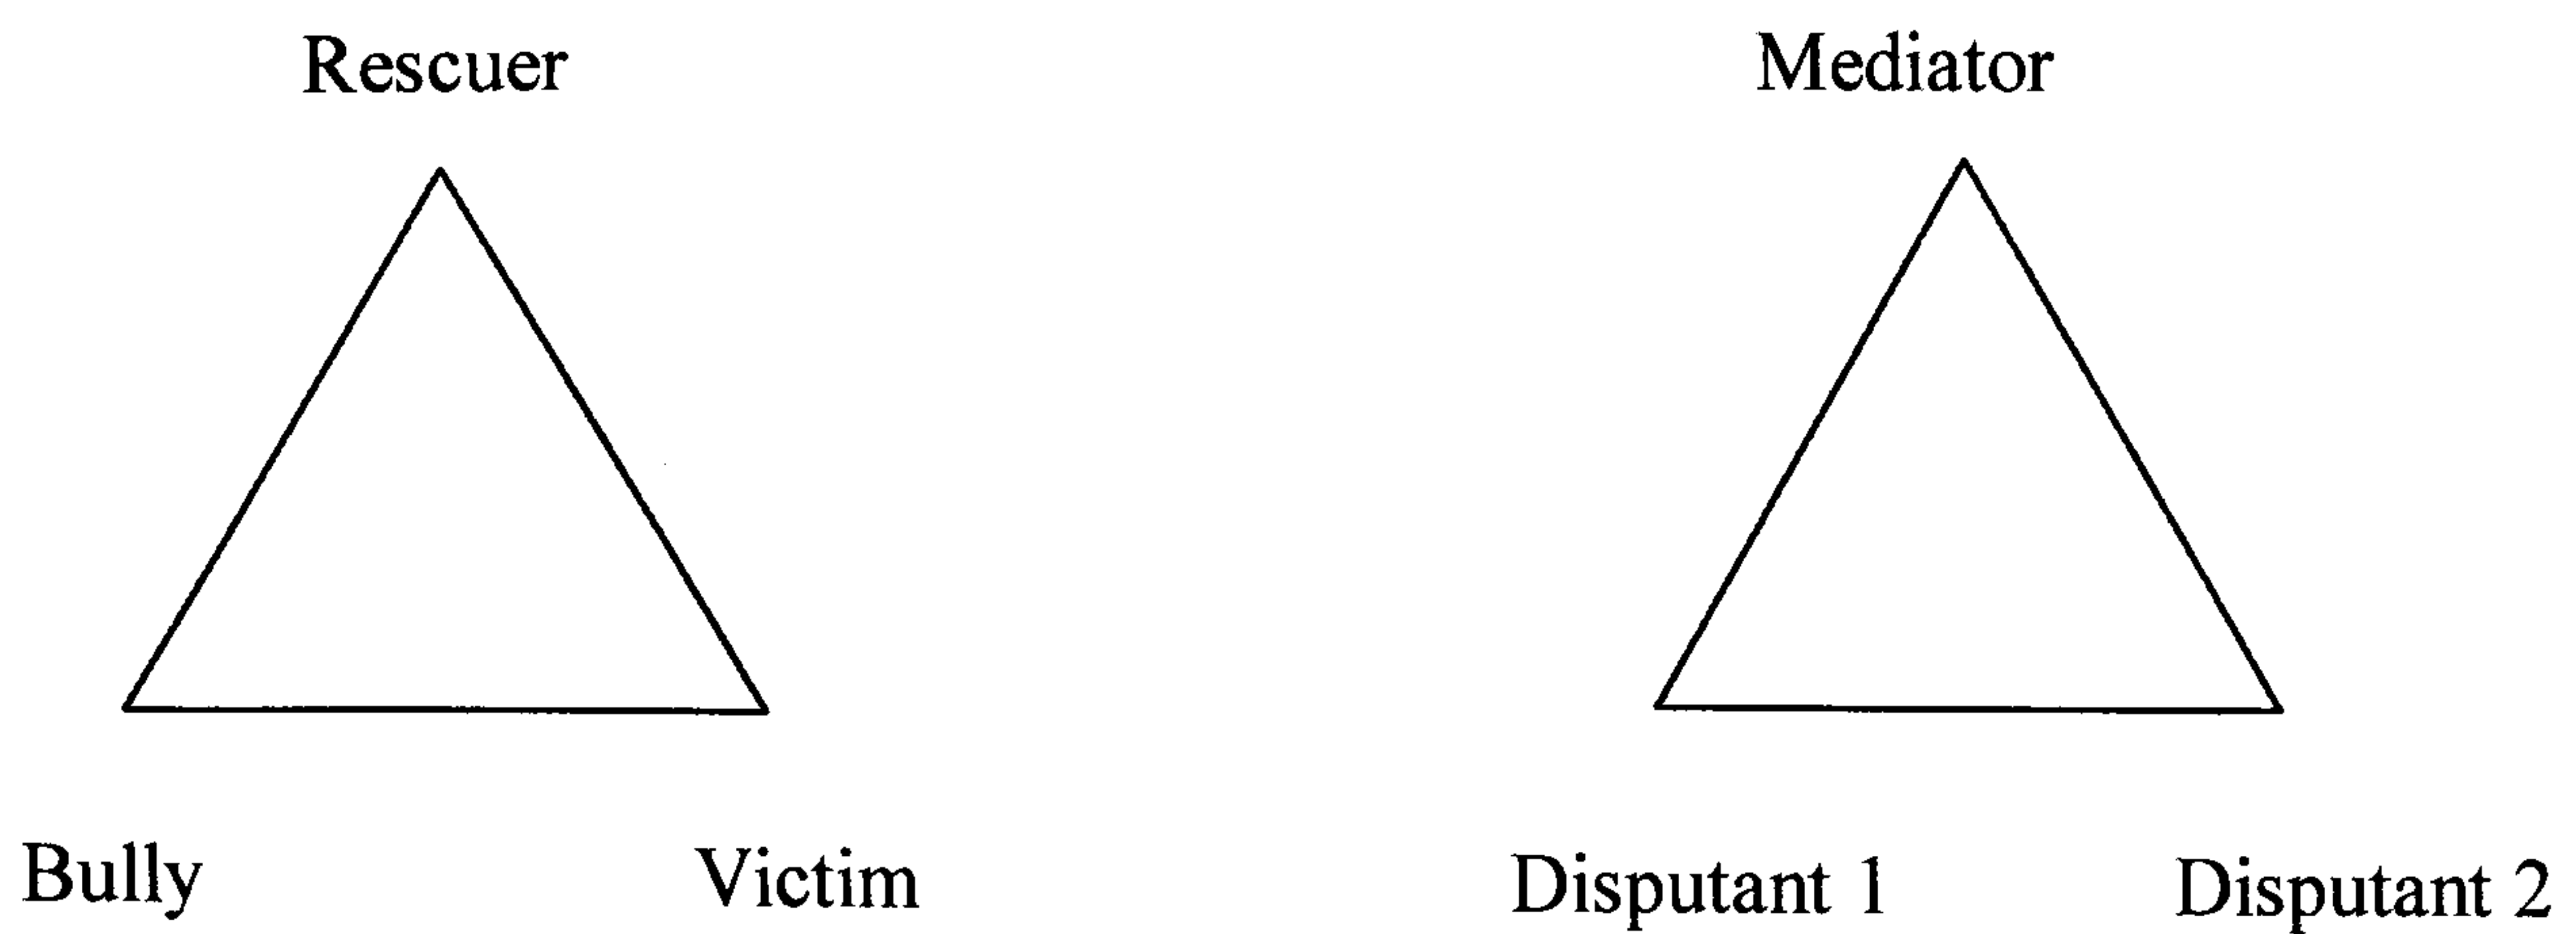 Rescuer
Mediator
Bully
Victim
Disputant 1
Disputant 2